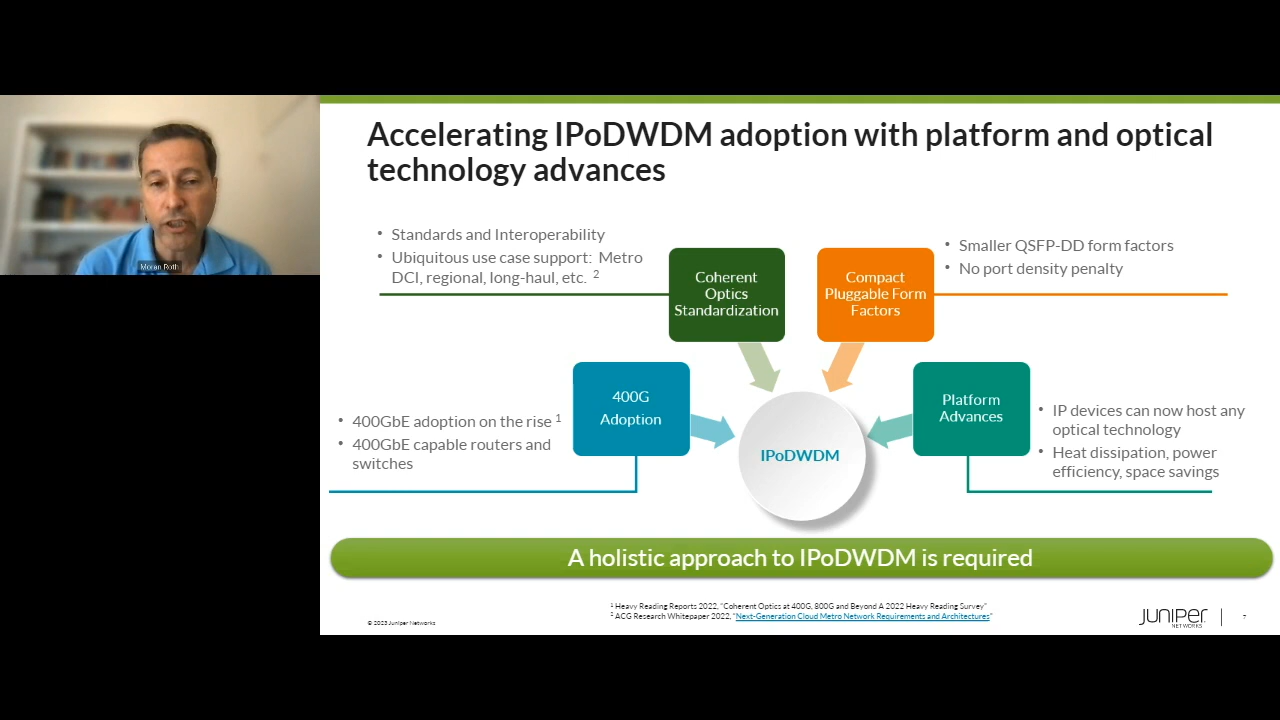 Accelerating IPoDWDM adoption with platform and optical
technology advances
Moran Roth
• Standards and Interoperability
• Ubiquitous use case support: Metro
DCI, regional, long-haul, etc. 2
Coherent
Optics
Standardization
Compact
Pluggable Form
Factors
• Smaller QSFP-DD form factors
• No port density penalty
• 400GbE adoption on the rise 1
• 400GbE capable routers and
switches
400G
Adoption
IPoDWDM
Platform
Advances
• IP devices can now host any
optical technology
• Heat dissipation, power
efficiency, space savings
A holistic approach to IPoDWDM is required
1 Heavy Reading Reports 2022, "Coherent Optics at 400G, 800G and Beyond A 2022 Heavy Reading Survey"
2 ACG Research Whitepaper 2022, "Next-Generation Cloud Metro Network Requirements and Architectures"
© 2023 Juniper Networks
JUNIPER
NETWORKS
7